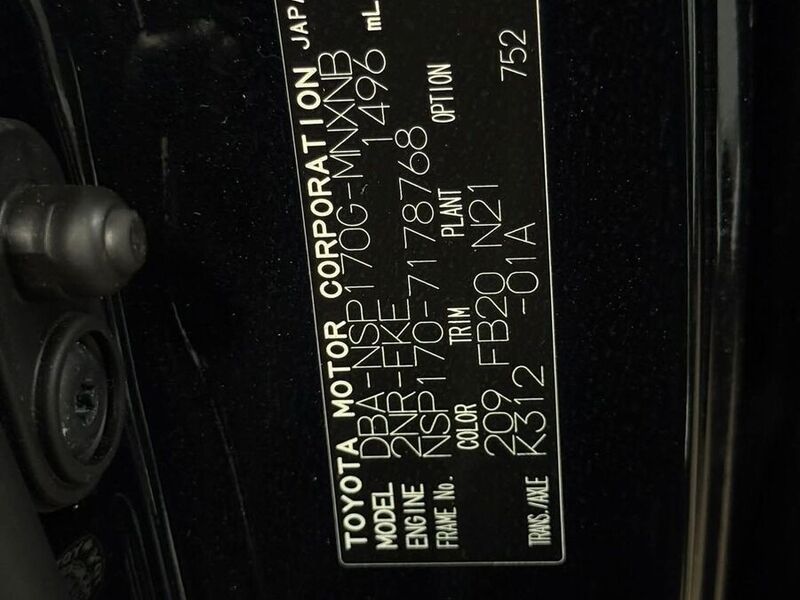 TOYOTA MOTOR CORPORATION JAPA
MODEL DBA-NSP170G-MNXNB
ENGINE 2NR-FKE 1496 mL
FRAME No. NSP170-7178768
COLOR TRIM PLANT OPTION
209 FB20 N21 752
TRANS./AXLE K312 -01A